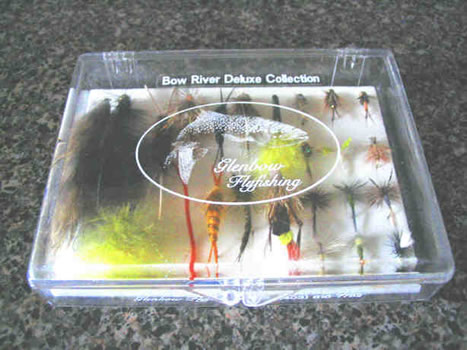 Bow River Deluxe Collection
Glenbow
Flyfishing